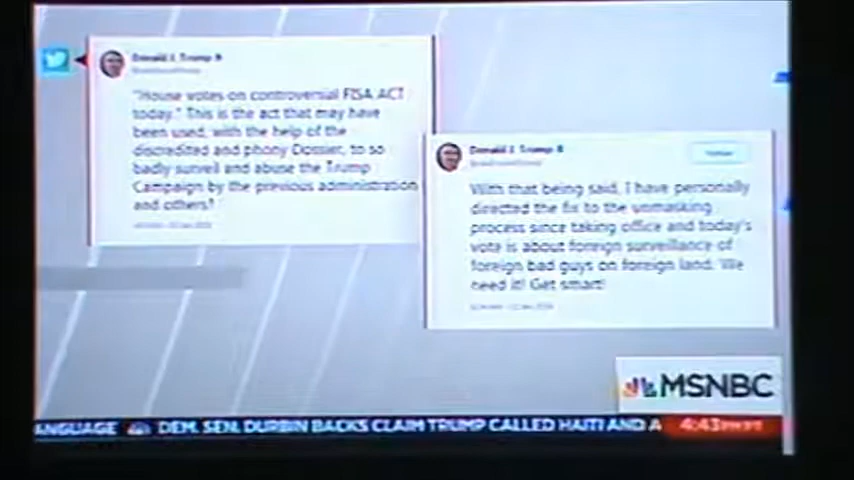 Donald J. Trump
"House votes on controversial FISA ACT
today." This is the act that may have
been used, with the help of the
discredited and phony Dossier, to so
badly surveil and abuse the Trump
Campaign by the previous administration
and others?
Donald J. Trump
With that being said, I have personally
directed the fix to the unmasking
process since taking office and today's
vote is about foreign surveillance of
foreign bad guys on foreign land. We
need it! Get smart!
MSNBC
ANGUAGE DEM. SEN. DURBIN BACKS CLAIM TRUMP CALLED HAITI AND A 4:43